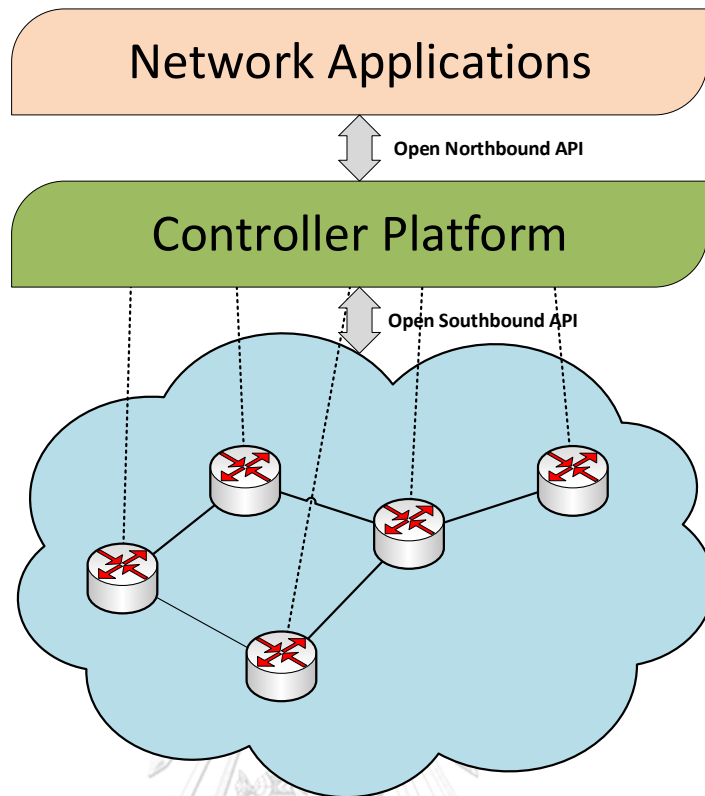 Network Applications
Open Northbound API
Controller Platform
Open Southbound API